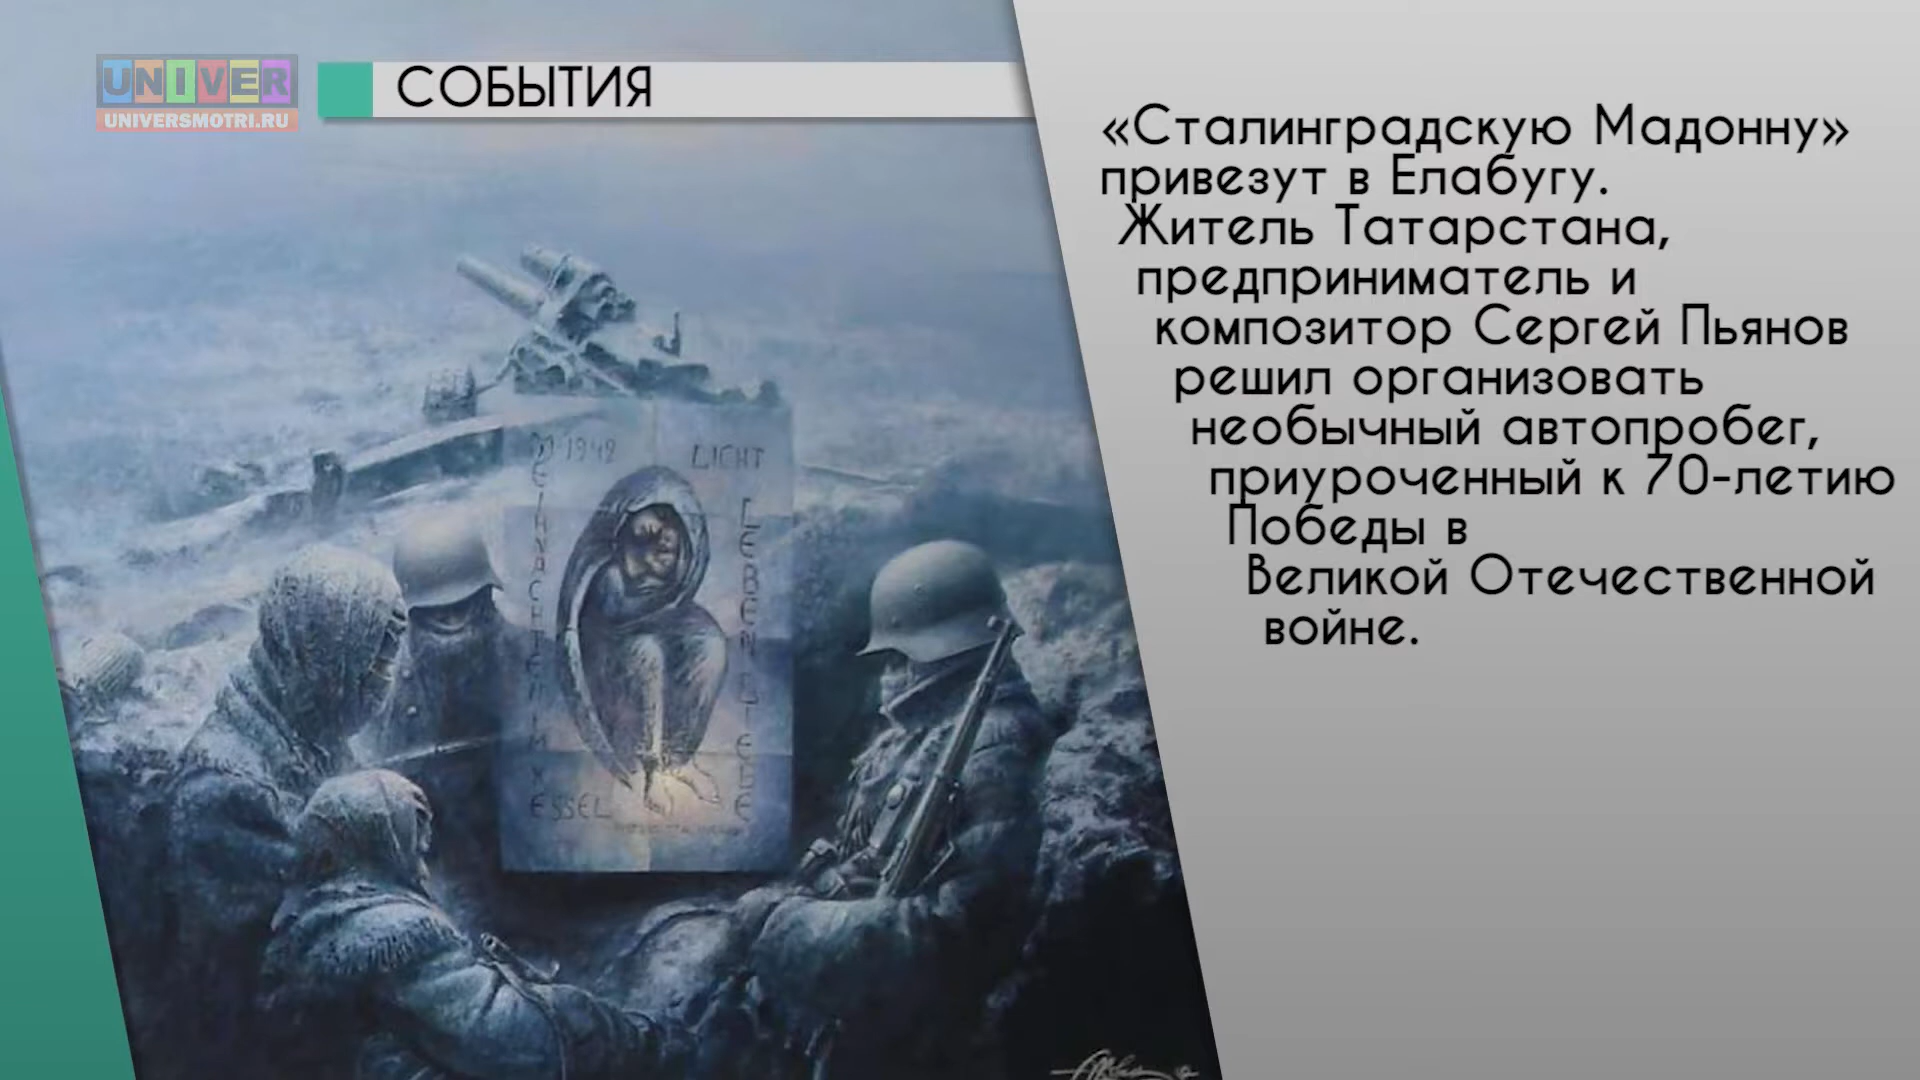 UNIVER
UNIVERSMOTRI.RU
СОБЫТИЯ
«Сталинградскую Мадонну»
привезут в Елабугу.
Житель Татарстана,
предприниматель и
композитор Сергей Пьянов
решил организовать
необычный автопробег,
приуроченный к 70-летию
Победы в
Великой Отечественной
войне.
1942
LICHT
LEBEN
LIEBE
WEIHNACHTEN IM KESSEL